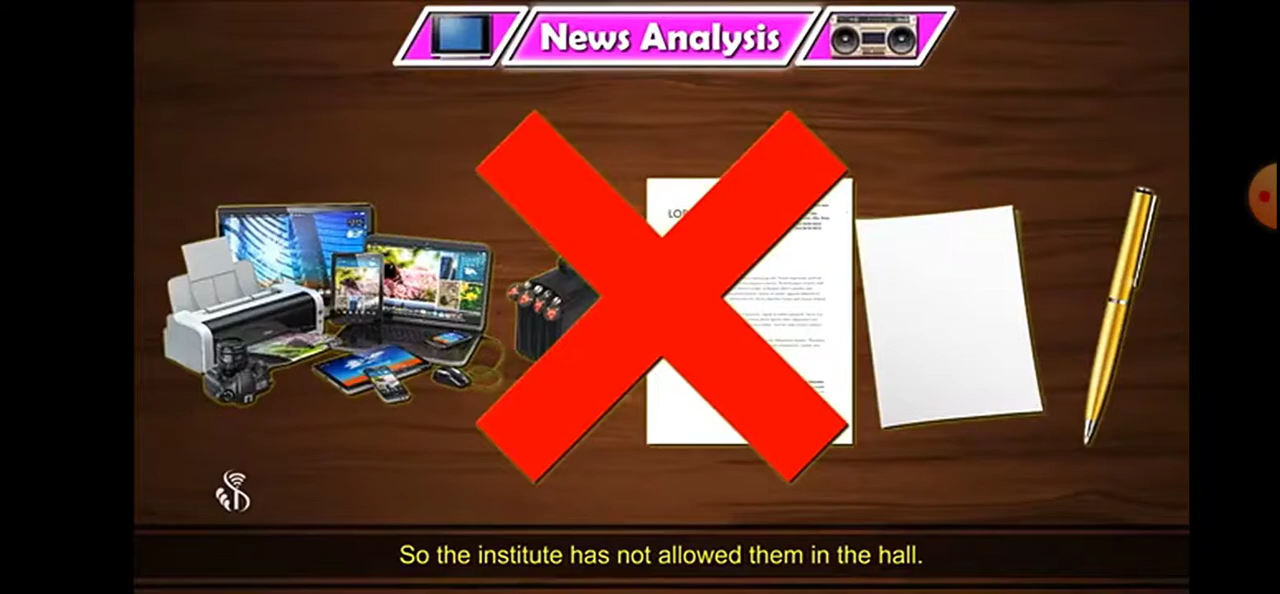 News Analysis
So the institute has not allowed them in the hall.